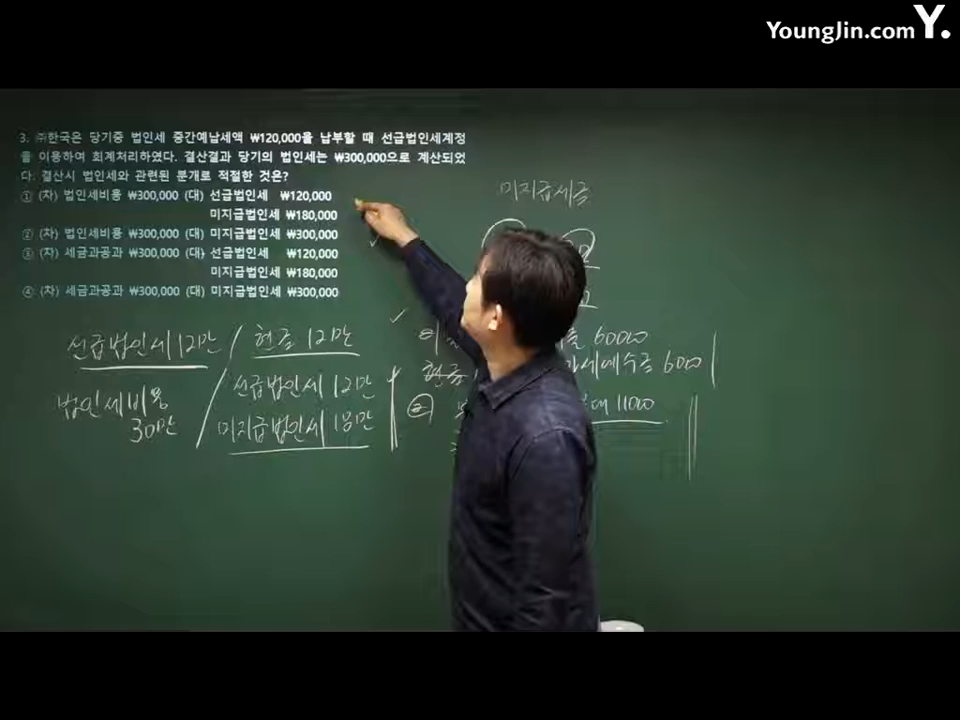 YoungJin.com Y.
3. ㈜한국은 당기중 법인세 중간예납세액 ₩120,000을 납부할 때 선급법인세계정
을 이용하여 회계처리하였다. 결산결과 당기의 법인세는 ₩300,000으로 계산되었
다. 결산시 법인세와 관련된 분개로 적절한 것은?
① (차) 법인세비용 ₩300,000 (대) 선급법인세 ₩120,000
미지급법인세 ₩180,000
② (차) 법인세비용 ₩300,000 (대) 미지급법인세 ₩300,000
③ (차) 세금과공과 ₩300,000 (대) 선급법인세 ₩120,000
미지급법인세 ₩180,000
④ (차) 세금과공과 ₩300,000 (대) 미지급법인세 ₩300,000
선급법인세 12만 / 현금 12만
법인세비용 30만 / 선급법인세 12만
미지급법인세 18만
미지급세금
60000
세예수금 6000
현금
② 11000